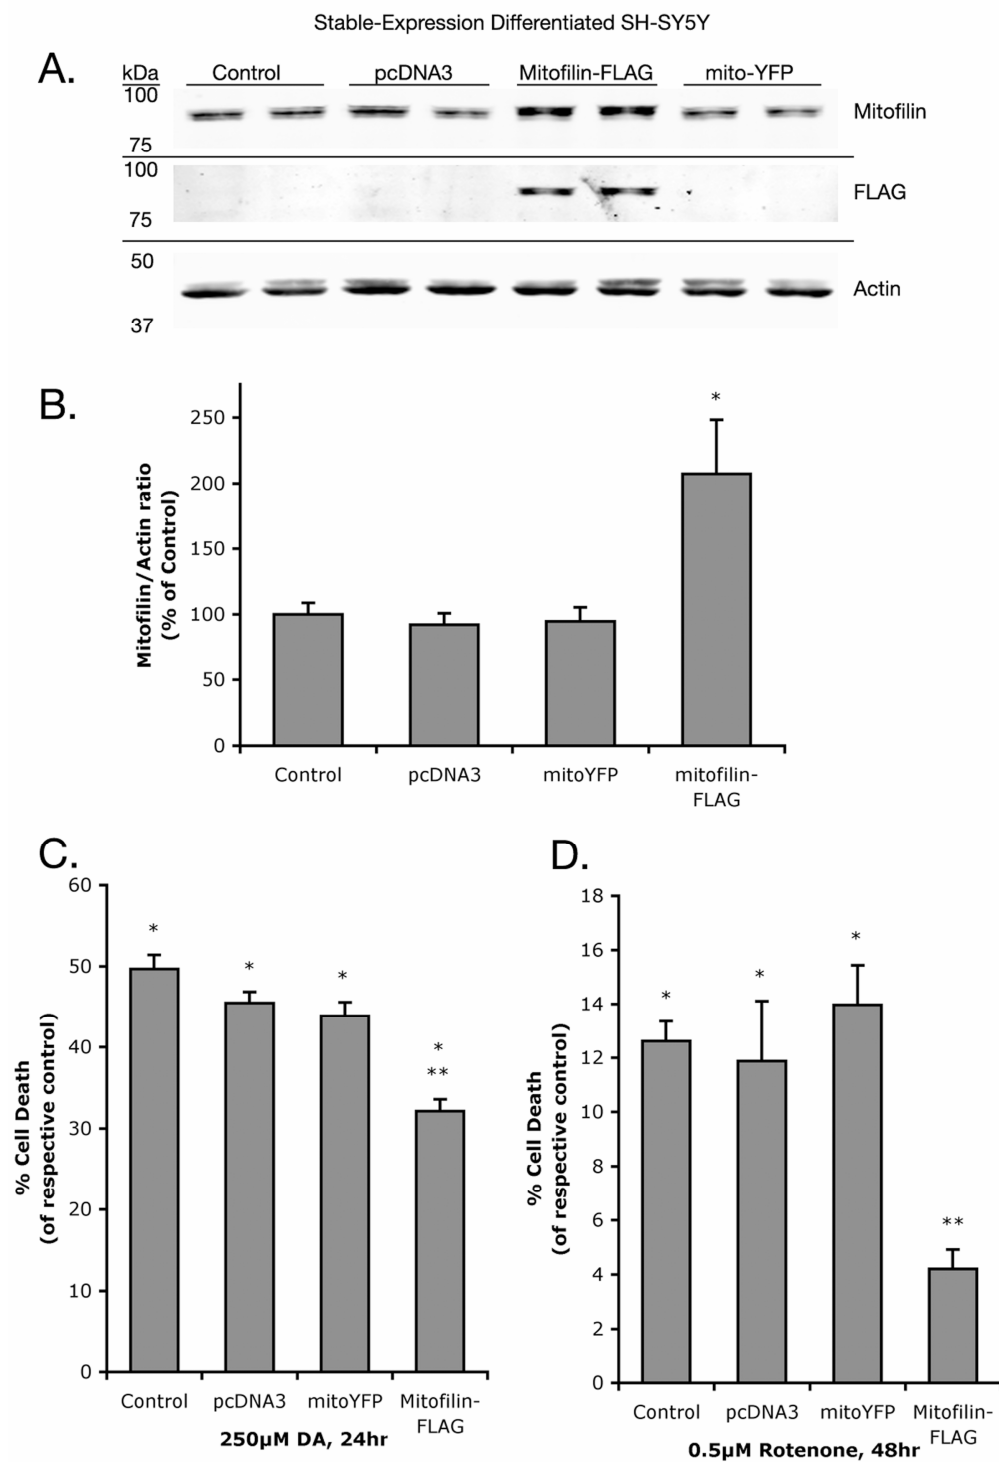 Stable-Expression Differentiated SH-SY5Y
A.
kDa Control pcDNA3 Mitofilin-FLAG mito-YFP
100
Mitofilin
75
100
FLAG
75
50
Actin
37
B.
Mitofilin/Actin ratio
(% of Control)
250
200
150
100
50
0
*
Control pcDNA3 mitoYFP mitofilin-
FLAG
C.
% Cell Death
(of respective control)
60
50
40
30
20
10
0
*
*
*
*
**
Control pcDNA3 mitoYFP Mitofilin-
FLAG
250µM DA, 24hr
D.
% Cell Death
(of respective control)
18
16
14
12
10
8
6
4
2
0
*
*
*
**
Control pcDNA3 mitoYFP Mitofilin-
FLAG
0.5µM Rotenone, 48hr